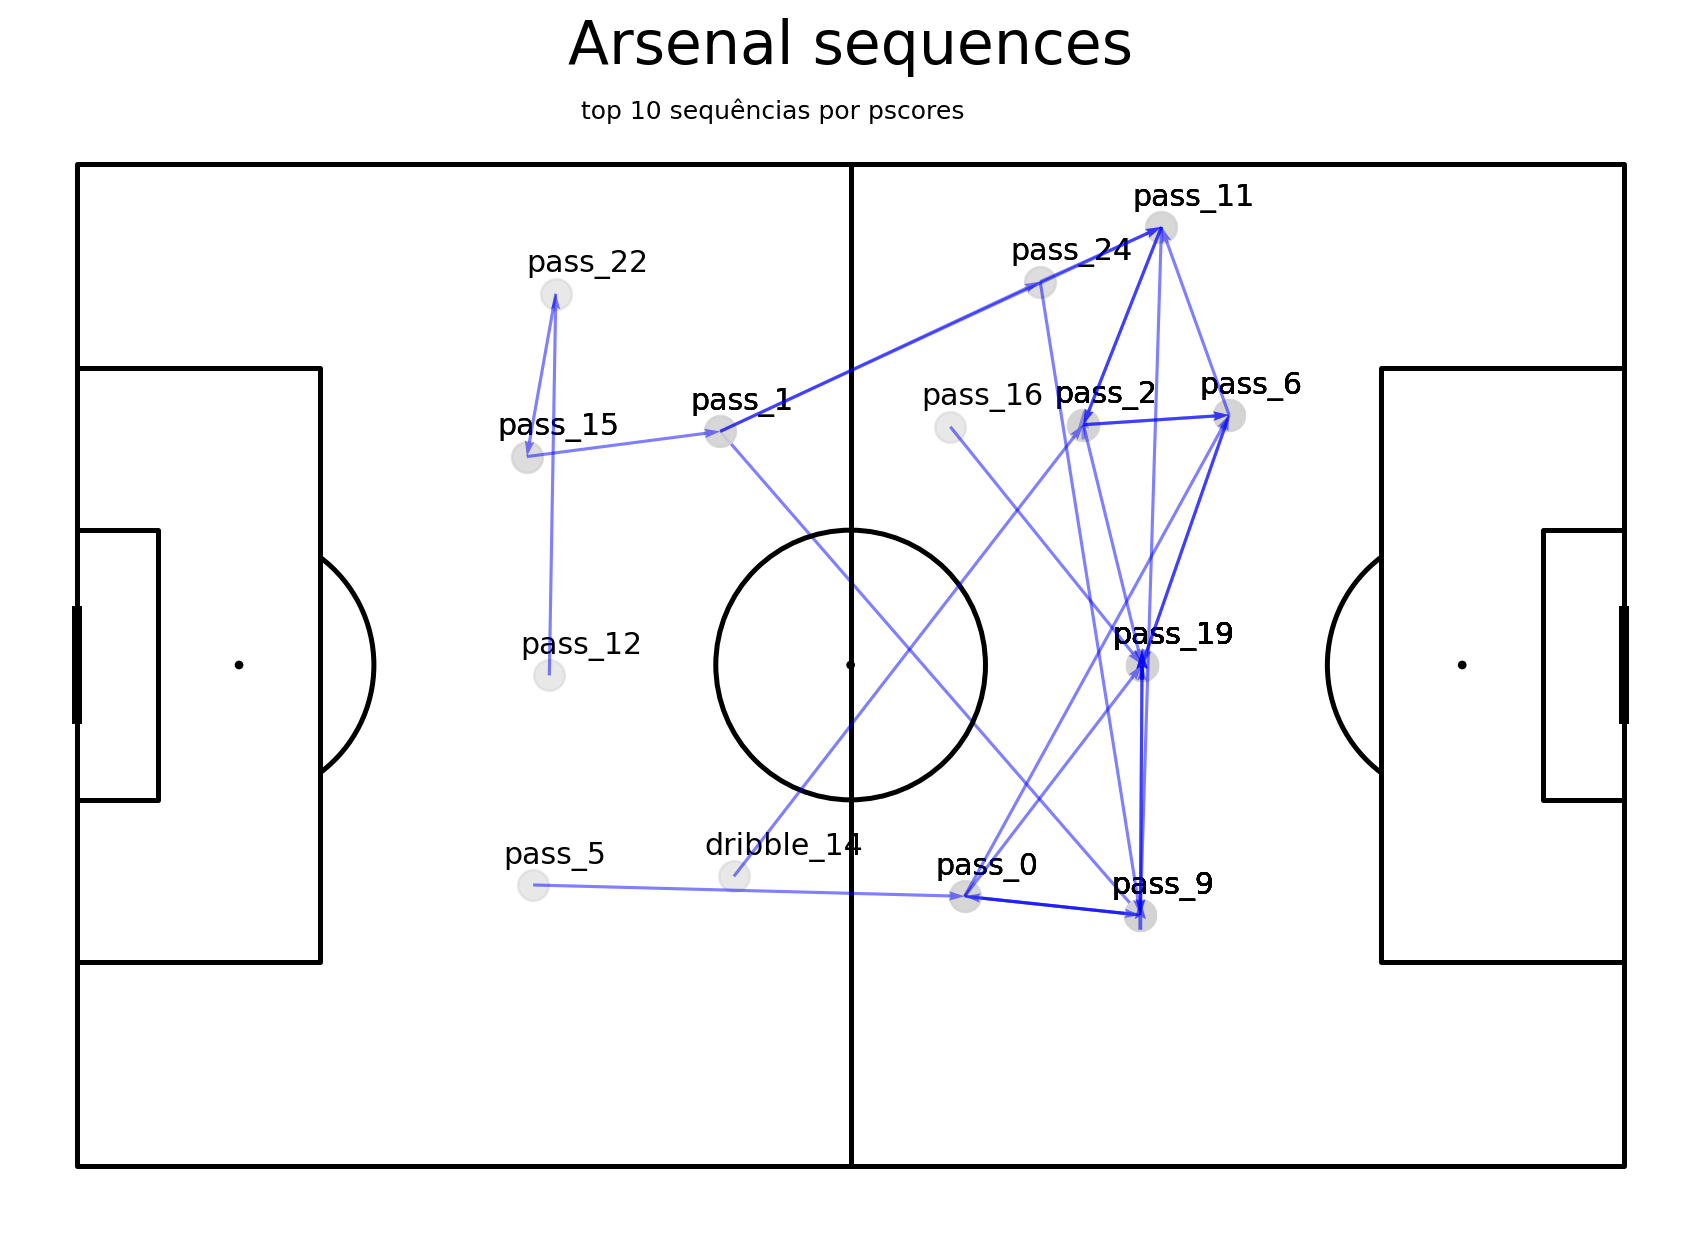 Arsenal sequences
top 10 sequências por pscores
pass_11
pass_24
pass_22
pass_6
pass_2
pass_16
pass_1
pass_15
pass_19
pass_12
dribble_14
pass_5
pass_0
pass_9